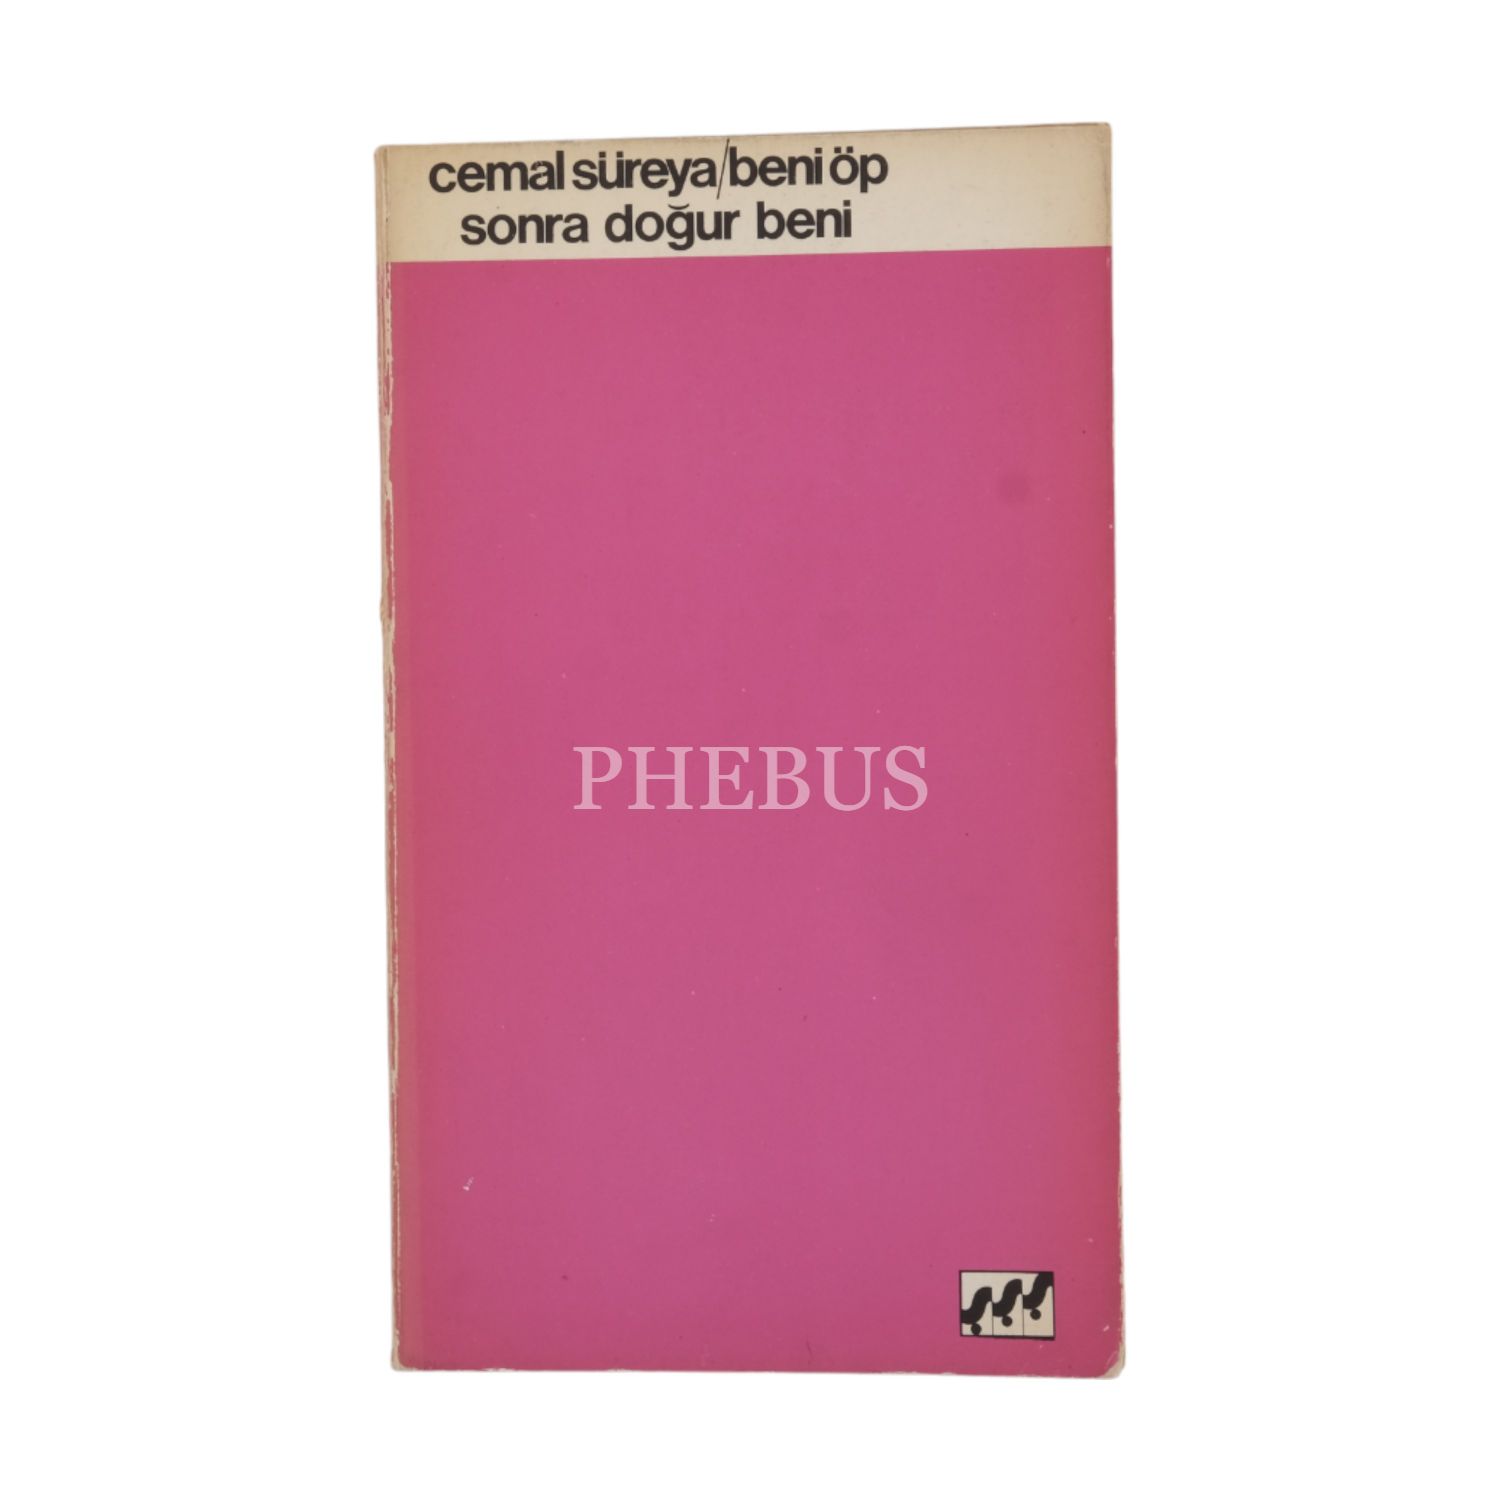 cemal süreya/beni öp
sonra doğur beni
PHEBUS